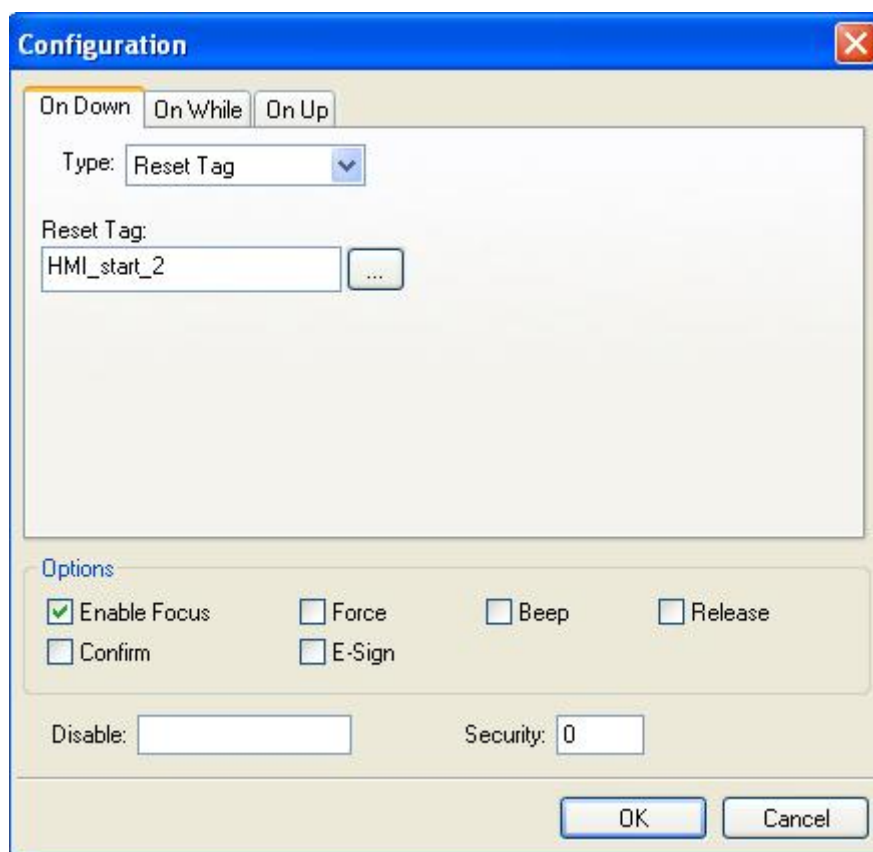 Configuration
On Down On While On Up
Type: Reset Tag
Reset Tag:
HMI_start_2
...
Options
Enable Focus Force Beep Release
Confirm E-Sign
Disable: Security: 0
OK Cancel